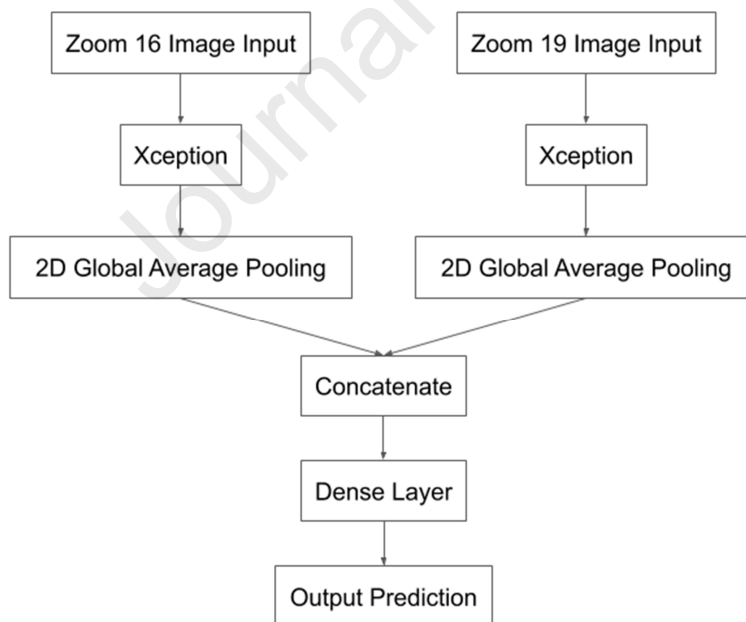 Zoom 16 Image Input
Zoom 19 Image Input
Xception
Xception
2D Global Average Pooling
2D Global Average Pooling
Concatenate
Dense Layer
Output Prediction
Journal